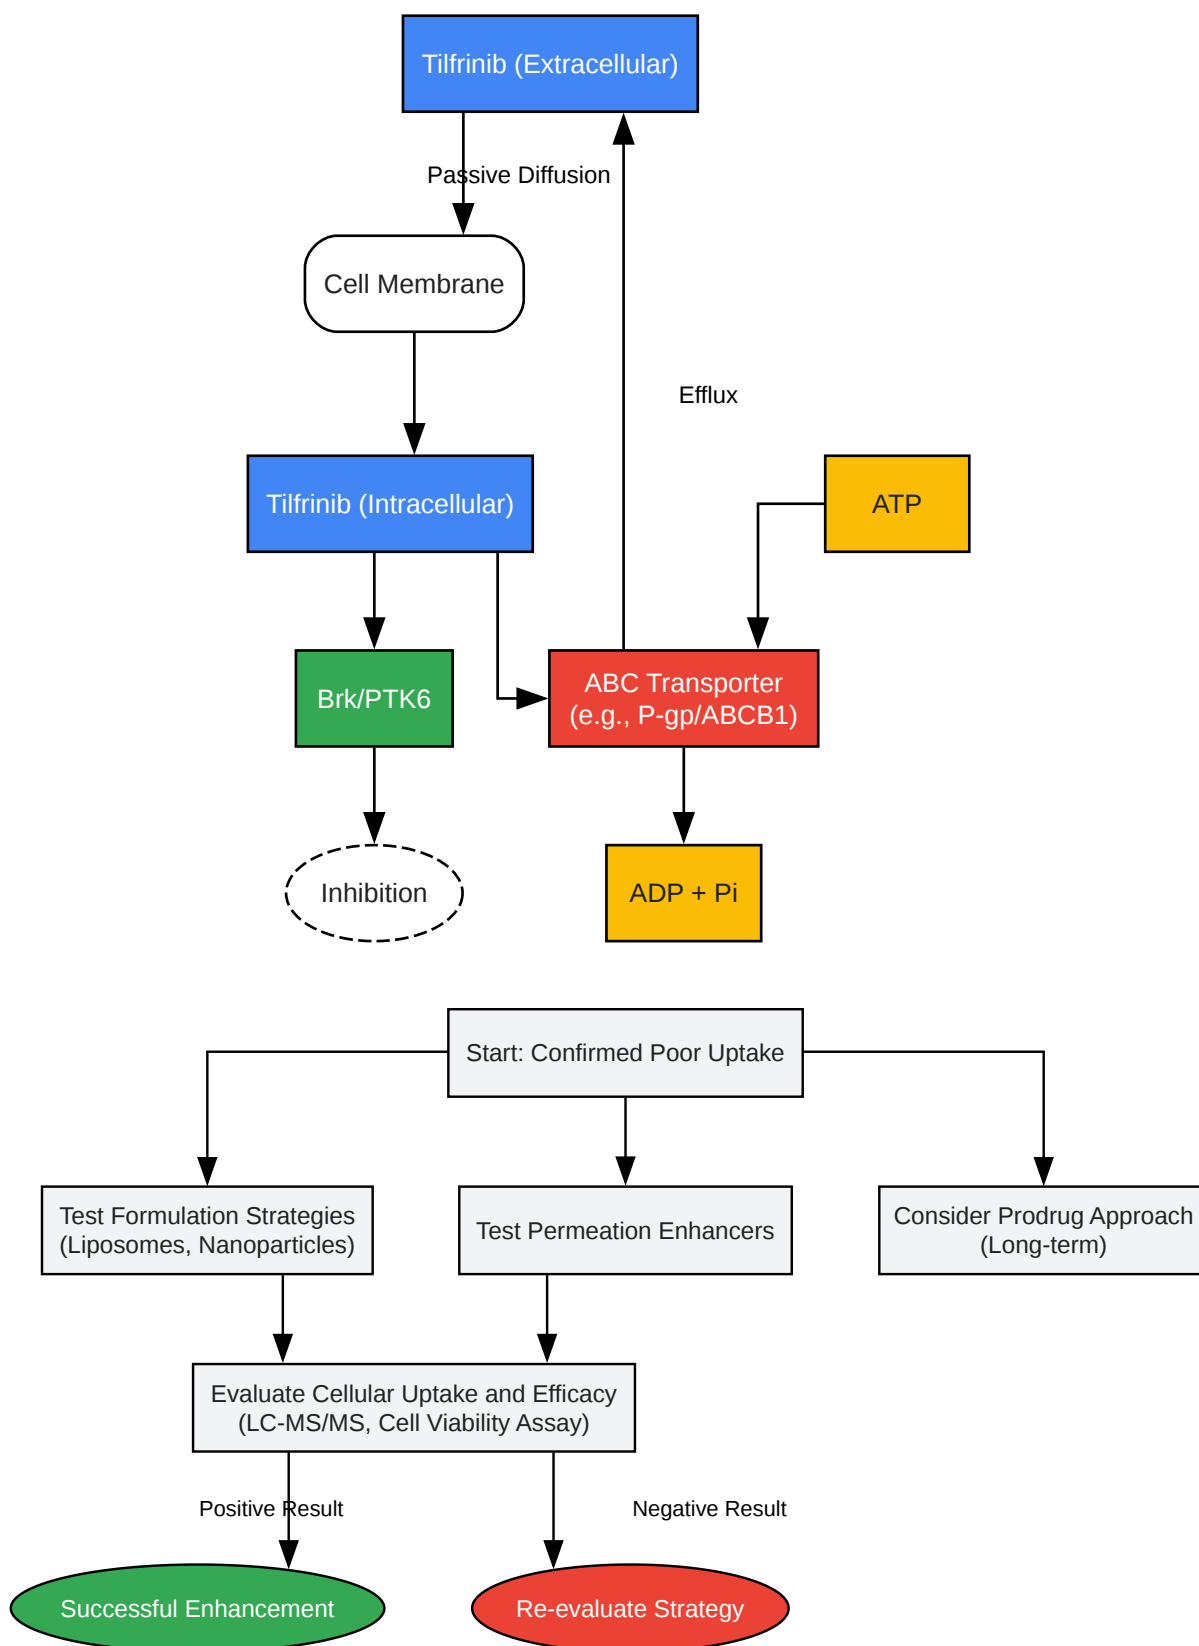 Tilfrinib (Extracellular)
Passive Diffusion
Cell Membrane
Efflux
Tilfrinib (Intracellular)
ATP
Brk/PTK6
ABC Transporter
(e.g., P-gp/ABCB1)
Inhibition
ADP + Pi
Start: Confirmed Poor Uptake
Test Formulation Strategies
(Liposomes, Nanoparticles)
Test Permeation Enhancers
Consider Prodrug Approach
(Long-term)
Evaluate Cellular Uptake and Efficacy
(LC-MS/MS, Cell Viability Assay)
Positive Result
Negative Result
Successful Enhancement
Re-evaluate Strategy